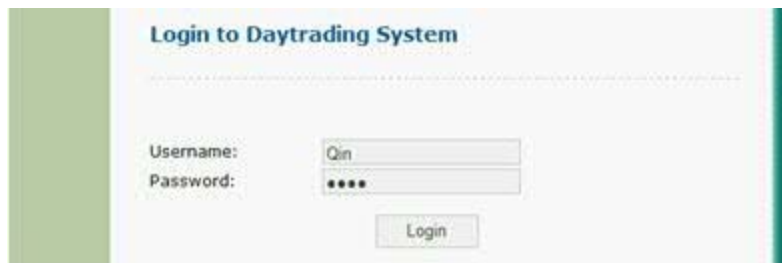 Login to Daytrading System
Username: Qin
Password: ●●●●
Login